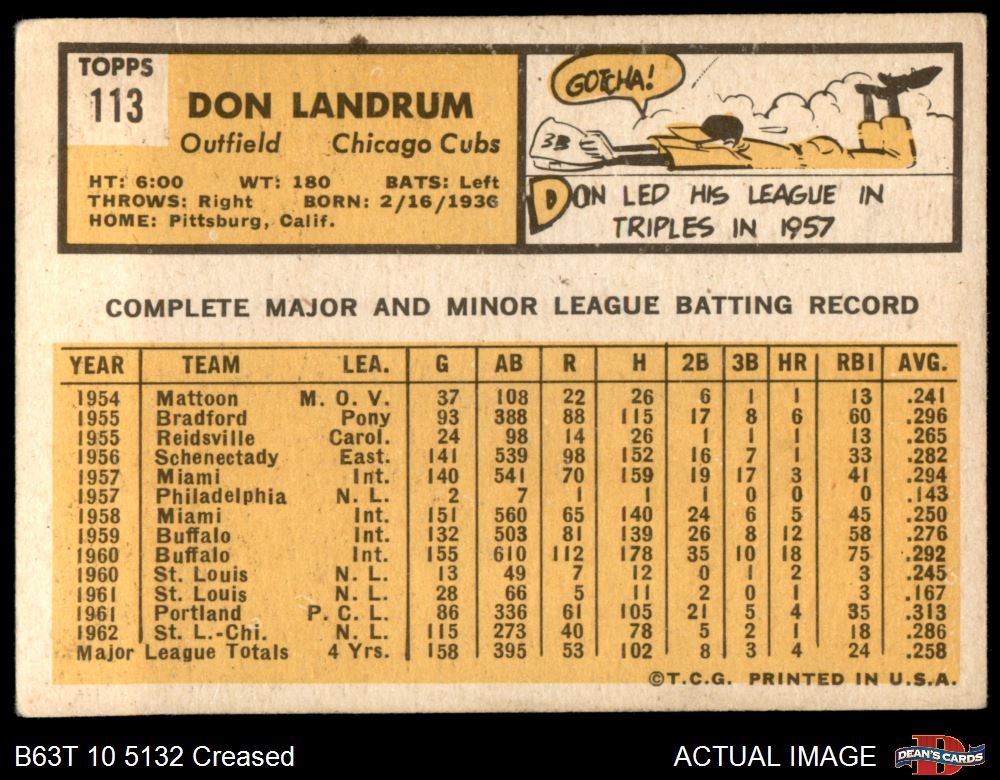 TOPPS
113
DON LANDRUM
Outfield Chicago Cubs
HT: 6:00 WT: 180 BATS: Left
THROWS: Right BORN: 2/16/1936
HOME: Pittsburg, Calif.
GOTCHA!
3B
DON LED HIS LEAGUE IN
TRIPLES IN 1957
COMPLETE MAJOR AND MINOR LEAGUE BATTING RECORD
YEAR TEAM LEA. G AB R H 2B 3B HR RBI AVG.
1954 Mattoon M. O. V. 37 108 22 26 6 1 1 13 .241
1955 Bradford Pony 93 388 88 115 17 8 6 60 .296
1955 Reidsville Carol. 24 98 14 26 1 1 1 13 .265
1956 Schenectady East. 141 539 98 152 16 7 1 33 .282
1957 Miami Int. 140 541 70 159 19 17 3 41 .294
1957 Philadelphia N. L. 2 7 1 1 1 0 0 0 .143
1958 Miami Int. 151 560 65 140 24 6 5 45 .250
1959 Buffalo Int. 132 503 81 139 26 8 12 58 .276
1960 Buffalo Int. 155 610 112 178 35 10 18 75 .292
1960 St. Louis N. L. 13 49 7 12 0 1 2 3 .245
1961 St. Louis N. L. 28 66 5 11 2 0 1 3 .167
1961 Portland P. C. L. 86 336 61 105 21 5 4 35 .313
1962 St. L.-Chi. N. L. 115 273 40 78 5 2 1 18 .286
Major League Totals 4 Yrs. 158 395 53 102 8 3 4 24 .258
©T.C.G. PRINTED IN U.S.A.
B63T 10 5132 Creased ACTUAL IMAGE DEAN'S CARDS